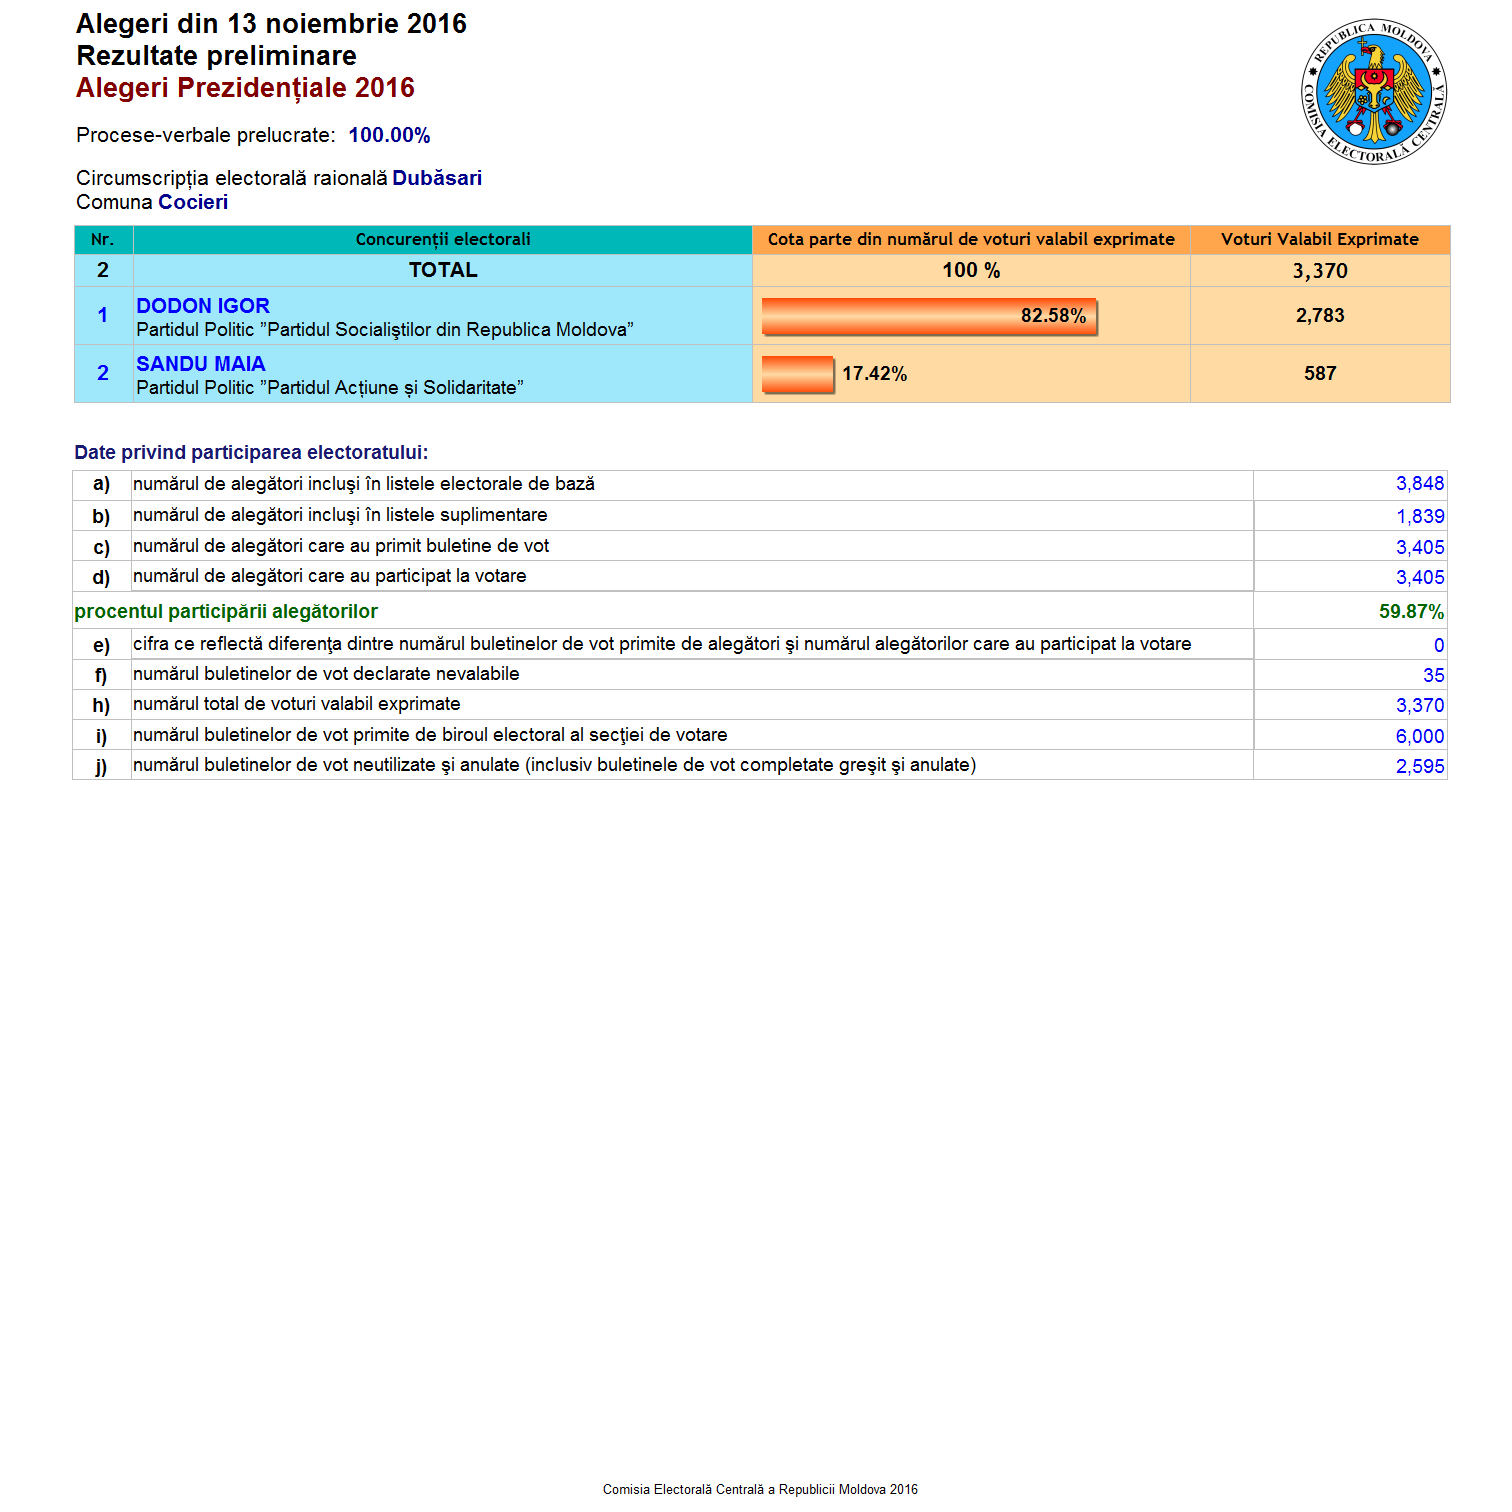 Alegeri din 13 noiembrie 2016
Rezultate preliminare
Alegeri Prezidențiale 2016
REPUBLICA MOLDOVA
COMISIA ELECTORALĂ CENTRALĂ
Procese-verbale prelucrate: 100.00%
Circumscripția electorală raională Dubăsari
Comuna Cocieri
Nr. Concurenții electorali Cota parte din numărul de voturi valabil exprimate Voturi Valabil Exprimate
2 TOTAL 100 % 3,370
1 DODON IGOR 82.58% 2,783
Partidul Politic ”Partidul Socialiştilor din Republica Moldova”
2 SANDU MAIA 17.42% 587
Partidul Politic ”Partidul Acțiune și Solidaritate”
Date privind participarea electoratului:
a) numărul de alegători incluşi în listele electorale de bază 3,848
b) numărul de alegători incluşi în listele suplimentare 1,839
c) numărul de alegători care au primit buletine de vot 3,405
d) numărul de alegători care au participat la votare 3,405
procentul participării alegătorilor 59.87%
e) cifra ce reflectă diferenţa dintre numărul buletinelor de vot primite de alegători şi numărul alegătorilor care au participat la votare 0
f) numărul buletinelor de vot declarate nevalabile 35
h) numărul total de voturi valabil exprimate 3,370
i) numărul buletinelor de vot primite de biroul electoral al secţiei de votare 6,000
j) numărul buletinelor de vot neutilizate şi anulate (inclusiv buletinele de vot completate greşit şi anulate) 2,595
Comisia Electorală Centrală a Republicii Moldova 2016